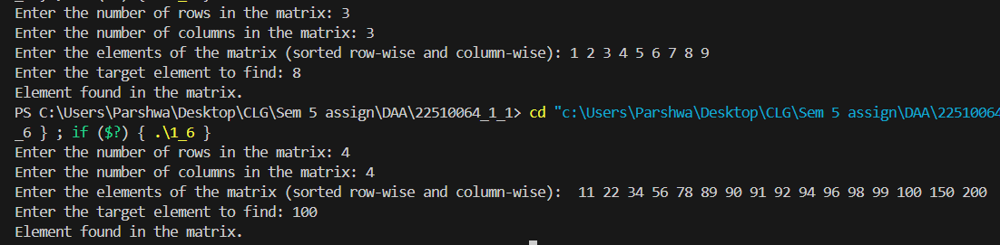 Enter the number of rows in the matrix: 3
Enter the number of columns in the matrix: 3
Enter the elements of the matrix (sorted row-wise and column-wise): 1 2 3 4 5 6 7 8 9
Enter the target element to find: 8
Element found in the matrix.
PS C:\Users\Parshwa\Desktop\CLG\Sem 5 assign\DAA\22510064_1_1> cd "c:\Users\Parshwa\Desktop\CLG\Sem 5 assign\DAA\22510064
_6 } ; if ($?) { .\1_6 }
Enter the number of rows in the matrix: 4
Enter the number of columns in the matrix: 4
Enter the elements of the matrix (sorted row-wise and column-wise):  11 22 34 56 78 89 90 91 92 94 96 98 99 100 150 200
Enter the target element to find: 100
Element found in the matrix.